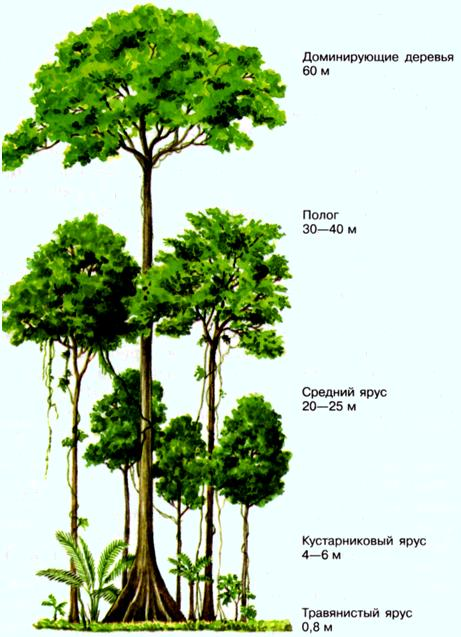 Доминирующие деревья
60 м
Полог
30—40 м
Средний ярус
20—25 м
Кустарниковый ярус
4—6 м
Травянистый ярус
0,8 м